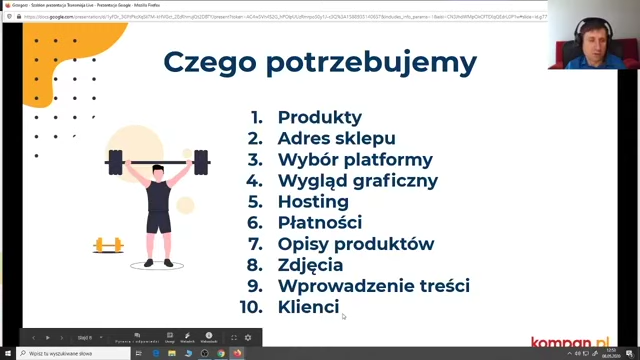 Czego potrzebujemy
1. Produkty
2. Adres sklepu
3. Wybór platformy
4. Wygląd graficzny
5. Hosting
6. Płatności
7. Opisy produktów
8. Zdjęcia
9. Wprowadzenie treści
10. Klienci
kompan.pl
Wpisz tu wyszukiwane słowa